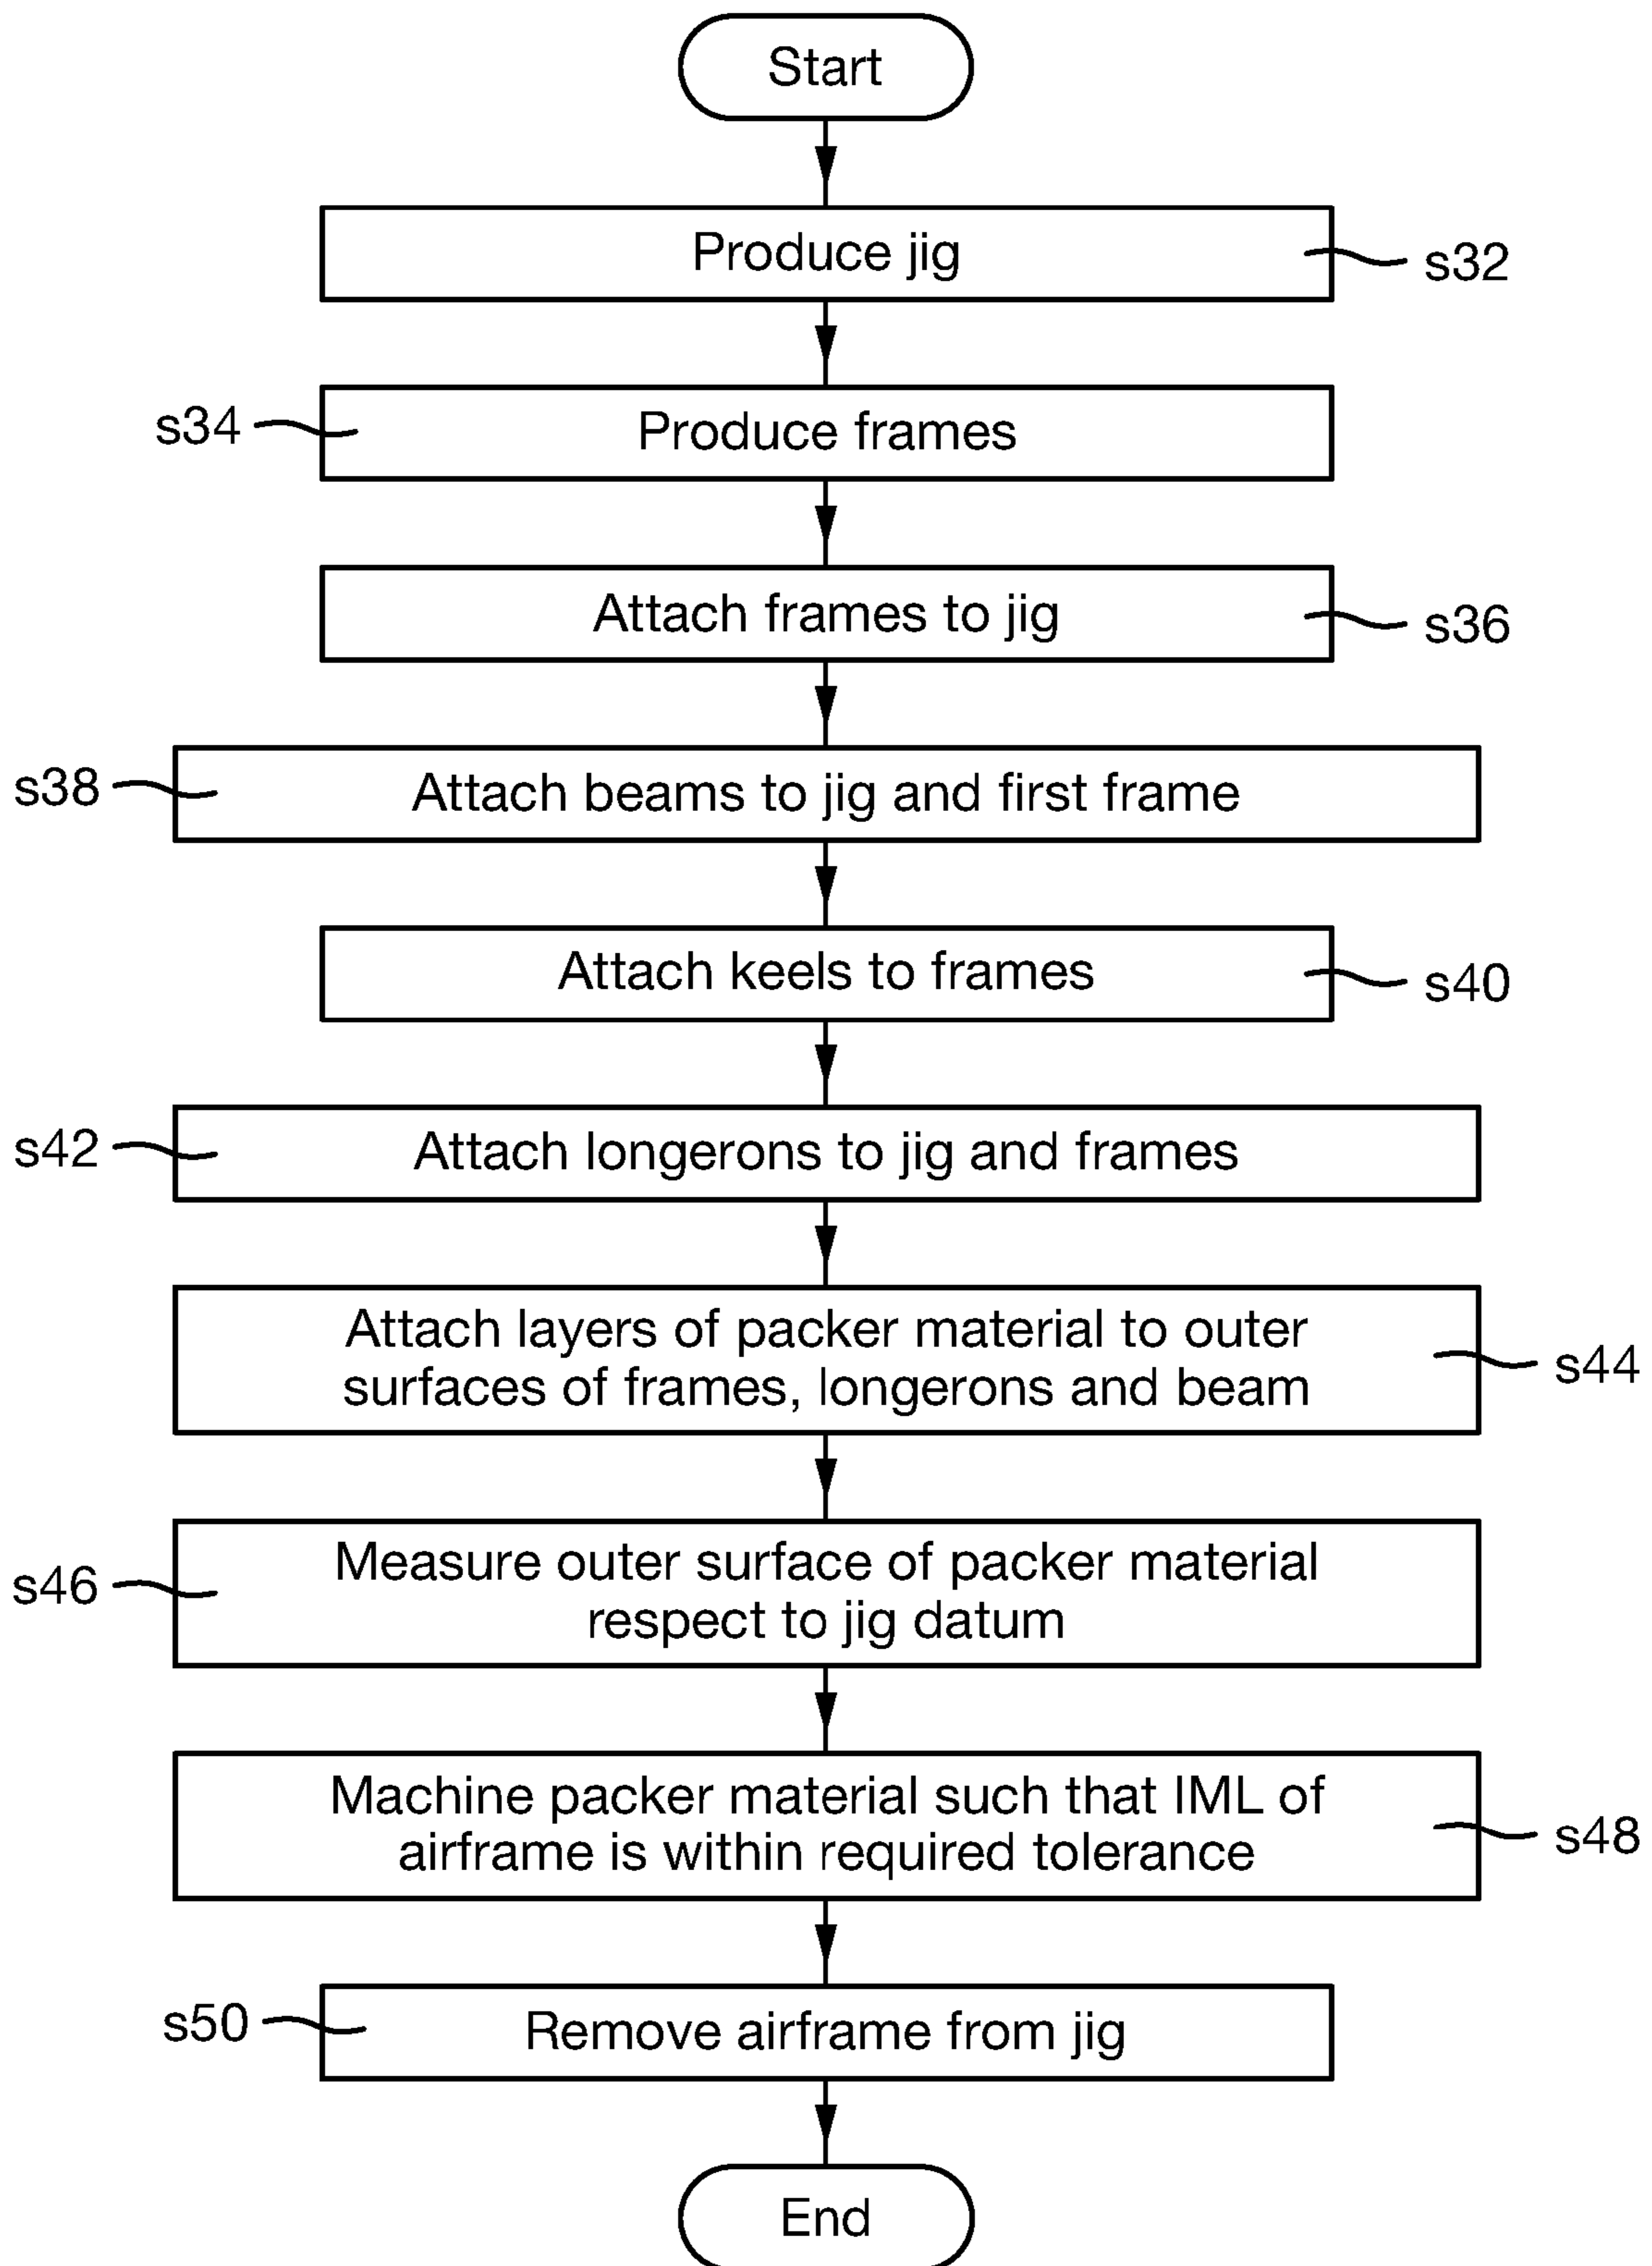 Start
Produce jig
s32
s34
Produce frames
Attach frames to jig
s36
s38
Attach beams to jig and first frame
Attach keels to frames
s40
s42
Attach longerons to jig and frames
Attach layers of packer material to outer
surfaces of frames, longerons and beam
s44
s46
Measure outer surface of packer material
respect to jig datum
Machine packer material such that IML of
airframe is within required tolerance
s48
s50
Remove airframe from jig
End